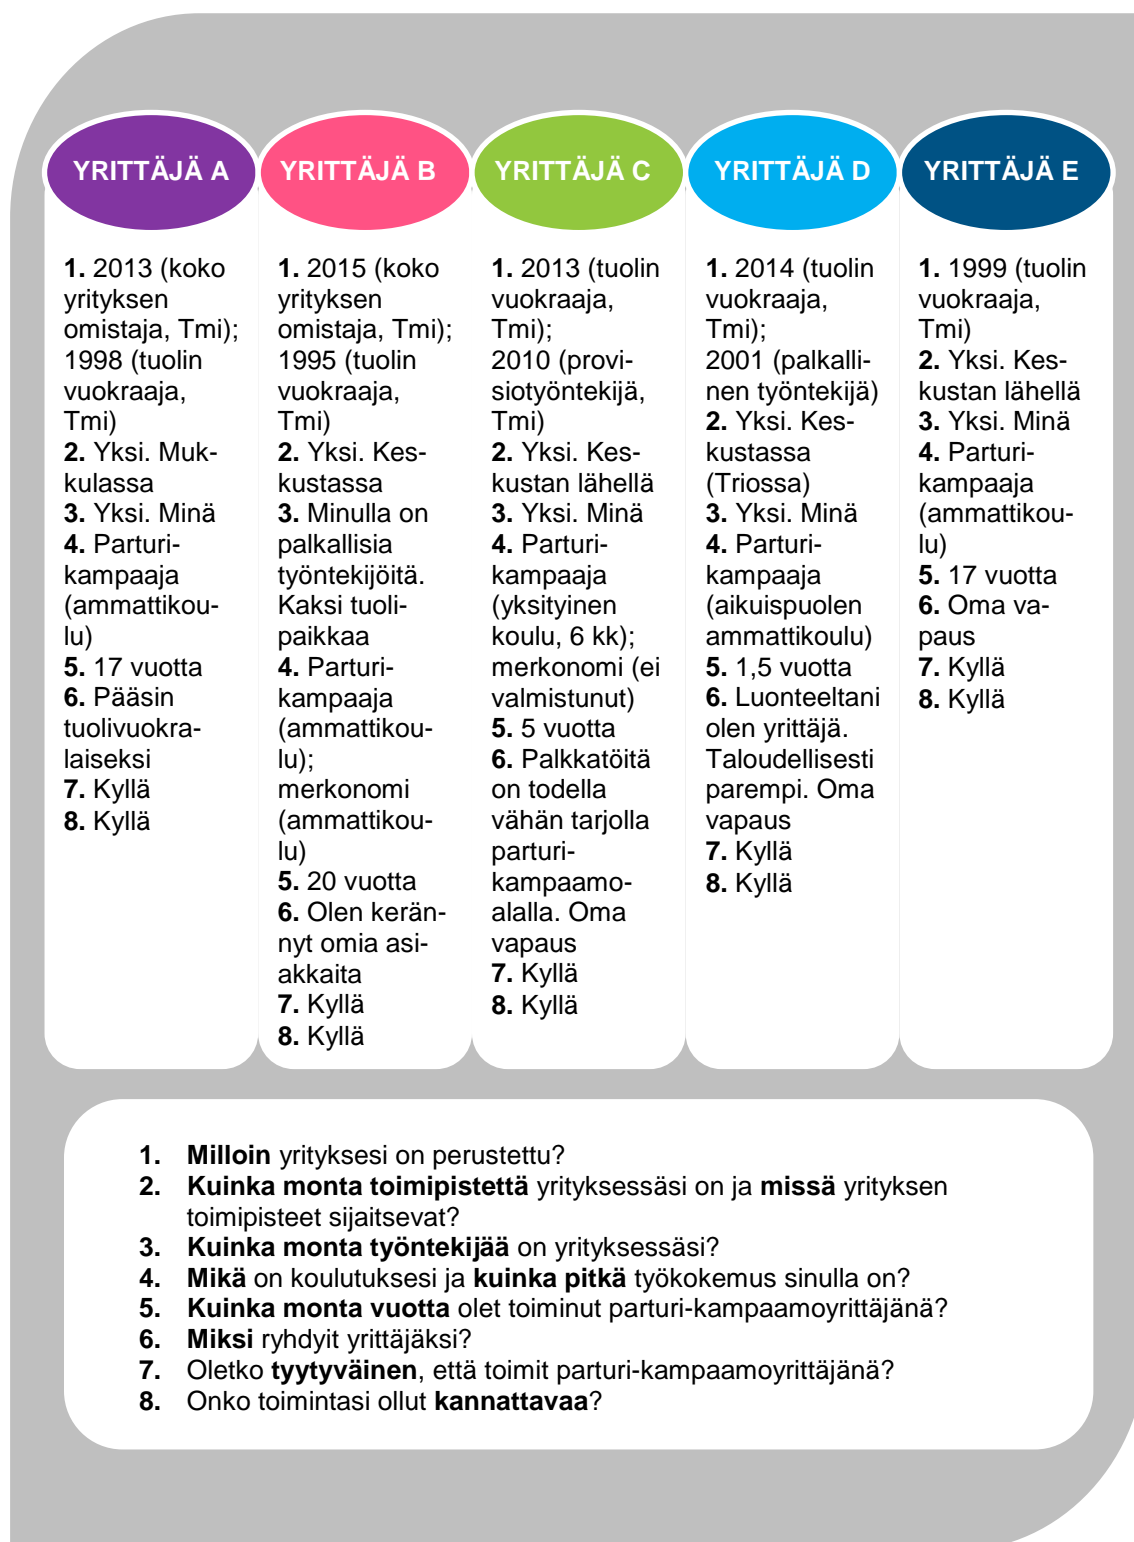 YRITTÄJÄ A
1. 2013 (koko
yrityksen
omistaja, Tmi);
1998 (tuolin
vuokraaja,
Tmi)
2. Yksi. Muk-
kulassa
3. Yksi. Minä
4. Parturi-
kampaaja
(ammattikou-
lu)
5. 17 vuotta
6. Pääsin
tuolivuokra-
laiseksi
7. Kyllä
8. Kyllä
YRITTÄJÄ B
1. 2015 (koko
yrityksen
omistaja, Tmi);
1995 (tuolin
vuokraaja,
Tmi)
2. Yksi. Kes-
kustassa
3. Minulla on
palkallisia
työntekijöitä.
Kaksi tuoli-
paikkaa
4. Parturi-
kampaaja
(ammattikou-
lu);
merkonomi
(ammattikou-
lu)
5. 20 vuotta
6. Olen kerän-
nyt omia asi-
akkaita
7. Kyllä
8. Kyllä
YRITTÄJÄ C
1. 2013 (tuolin
vuokraaja,
Tmi);
2010 (provi-
siotyöntekijä,
Tmi)
2. Yksi. Kes-
kustan lähellä
3. Yksi. Minä
4. Parturi-
kampaaja
(yksityinen
koulu, 6 kk);
merkonomi (ei
valmistunut)
5. 5 vuotta
6. Palkkatöitä
on todella
vähän tarjolla
parturi-
kampaamo-
alalla. Oma
vapaus
7. Kyllä
8. Kyllä
YRITTÄJÄ D
1. 2014 (tuolin
vuokraaja,
Tmi);
2001 (palkalli-
nen työntekijä)
2. Yksi. Kes-
kustassa
(Triossa)
3. Yksi. Minä
4. Parturi-
kampaaja
(aikuispuolen
ammattikoulu)
5. 1,5 vuotta
6. Luonteeltani
olen yrittäjä.
Taloudellisesti
parempi. Oma
vapaus
7. Kyllä
8. Kyllä
YRITTÄJÄ E
1. 1999 (tuolin
vuokraaja,
Tmi)
2. Yksi. Kes-
kustan lähellä
3. Yksi. Minä
4. Parturi-
kampaaja
(ammattikou-
lu)
5. 17 vuotta
6. Oma va-
paus
7. Kyllä
8. Kyllä
1. Milloin yrityksesi on perustettu?
2. Kuinka monta toimipistettä yrityksessäsi on ja missä yrityksen
toimipisteet sijaitsevat?
3. Kuinka monta työntekijää on yrityksessäsi?
4. Mikä on koulutuksesi ja kuinka pitkä työkokemus sinulla on?
5. Kuinka monta vuotta olet toiminut parturi-kampaamoyrittäjänä?
6. Miksi ryhdyit yrittäjäksi?
7. Oletko tyytyväinen, että toimit parturi-kampaamoyrittäjänä?
8. Onko toimintasi ollut kannattavaa?